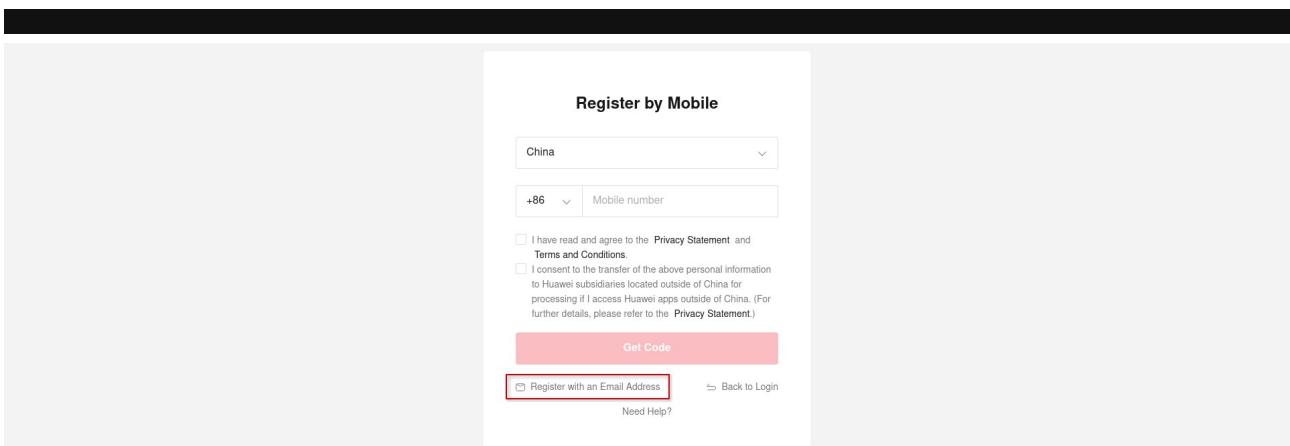 Register by Mobile
China
+86 Mobile number
I have read and agree to the Privacy Statement and
Terms and Conditions.
I consent to the transfer of the above personal information
to Huawei subsidiaries located outside of China for
processing if I access Huawei apps outside of China. (For
further details, please refer to the Privacy Statement.)
Get Code
Register with an Email Address Back to Login
Need Help?